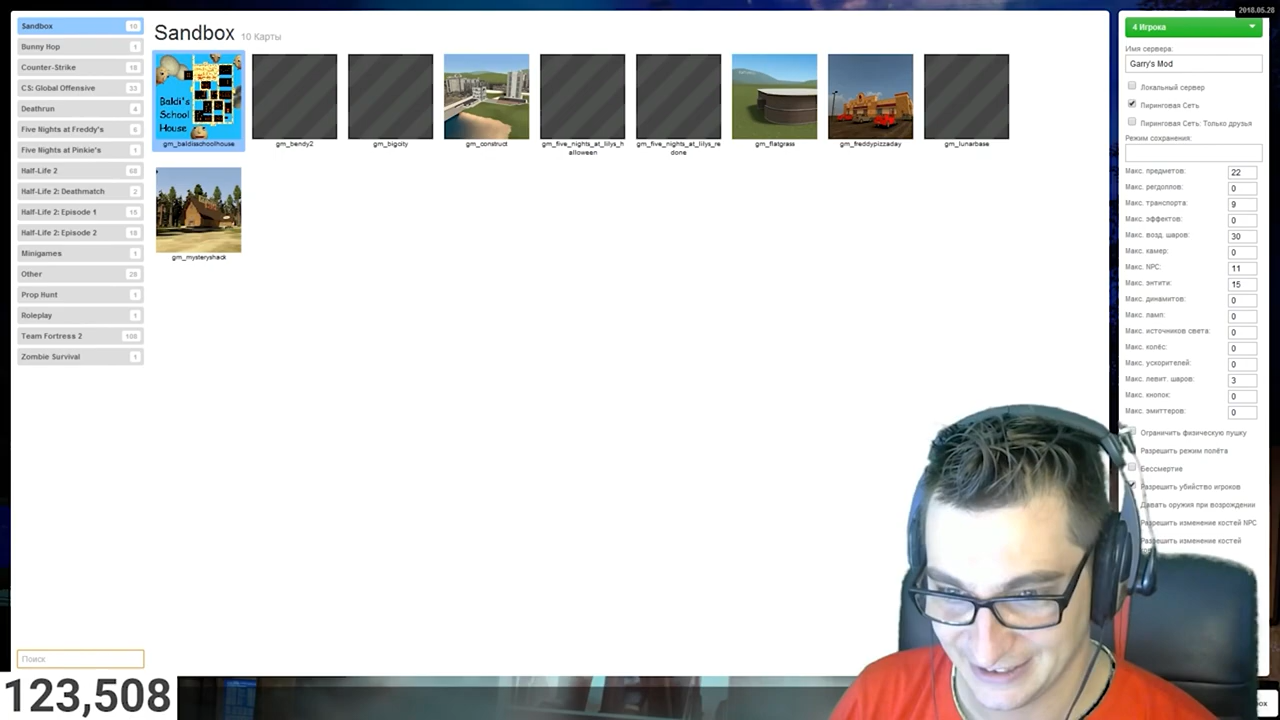 2018.05.28
Sandbox 10
Bunny Hop 1
Counter-Strike 18
CS: Global Offensive 33
Deathrun 4
Five Nights at Freddy's 6
Five Nights at Pinkie's 1
Half-Life 2 68
Half-Life 2: Deathmatch 2
Half-Life 2: Episode 1 15
Half-Life 2: Episode 2 18
Minigames 1
Other
Prop Hunt 1
Roleplay 1
Team Fortress 2 108
Zombie Survival 1
Поиск
123,508
Sandbox 10 Карты
Baldi's
School
House
gm_baldisschoolhouse
gm_bendy2
gm_bigcity
gm_construct
gm_five_nights_at_lilys_h
alloween
gm_five_nights_at_lilys_re
done
gm_flatgrass
gm_freddypizzaday
gm_lunarbase
gm_mysteryshack
4 Игрока
Имя сервера:
Garry's Mod
Локальный сервер
Пиринговая Сеть
Пиринговая Сеть: Только друзья
Режим сохранения:
Макс. предметов: 22
Макс. регдоллов: 0
Макс. транспорта: 9
Макс. эффектов: 0
Макс. возд. шаров: 30
Макс. камер: 0
Макс. NPC: 11
Макс. энтити: 15
Макс. динамитов: 0
Макс. ламп: 0
Макс. источников света: 0
Макс. колёс: 0
Макс. ускорителей: 0
Макс. левит. шаров: 3
Макс. кнопок: 0
Макс. эмиттеров: 0
Ограничить физическую пушку
Разрешить режим полёта
Бессмертие
Разрешить убийство игроков
Давать оружия при возрождении
Разрешить изменение костей NPC
Разрешить изменение костей